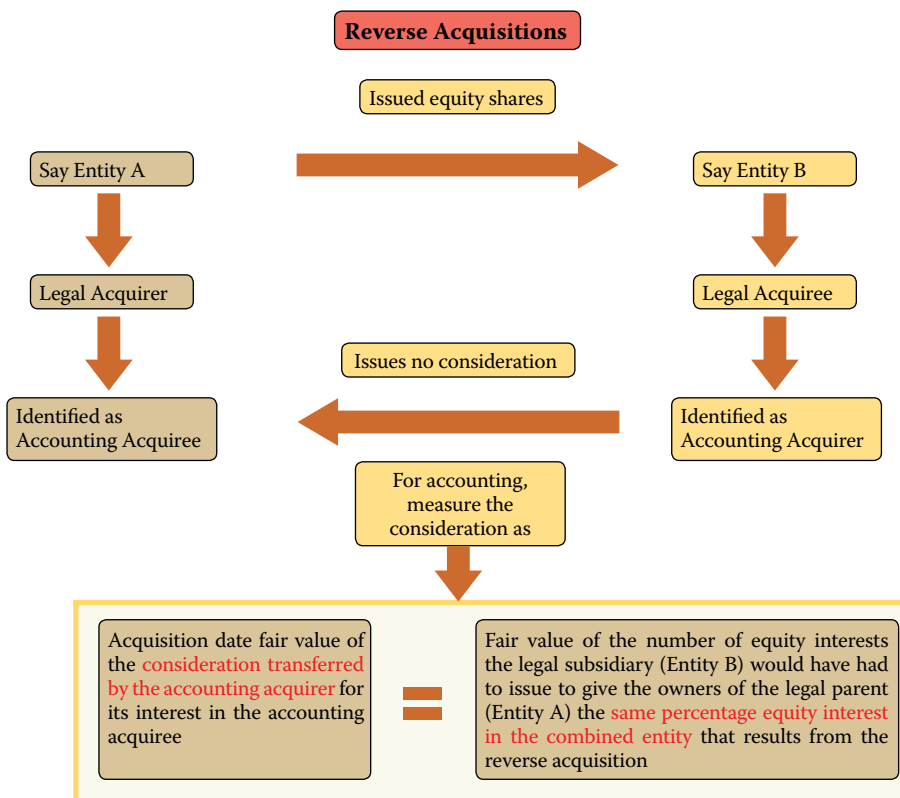 Reverse Acquisitions
Issued equity shares
Say Entity A
Say Entity B
Legal Acquirer
Legal Acquiree
Issues no consideration
Identified as
Accounting Acquiree
Identified as
Accounting Acquirer
For accounting,
measure the
consideration as
Acquisition date fair value of
the consideration transferred
by the accounting acquirer for
its interest in the accounting
acquiree
Fair value of the number of equity interests
the legal subsidiary (Entity B) would have had
to issue to give the owners of the legal parent
(Entity A) the same percentage equity interest
in the combined entity that results from the
reverse acquisition